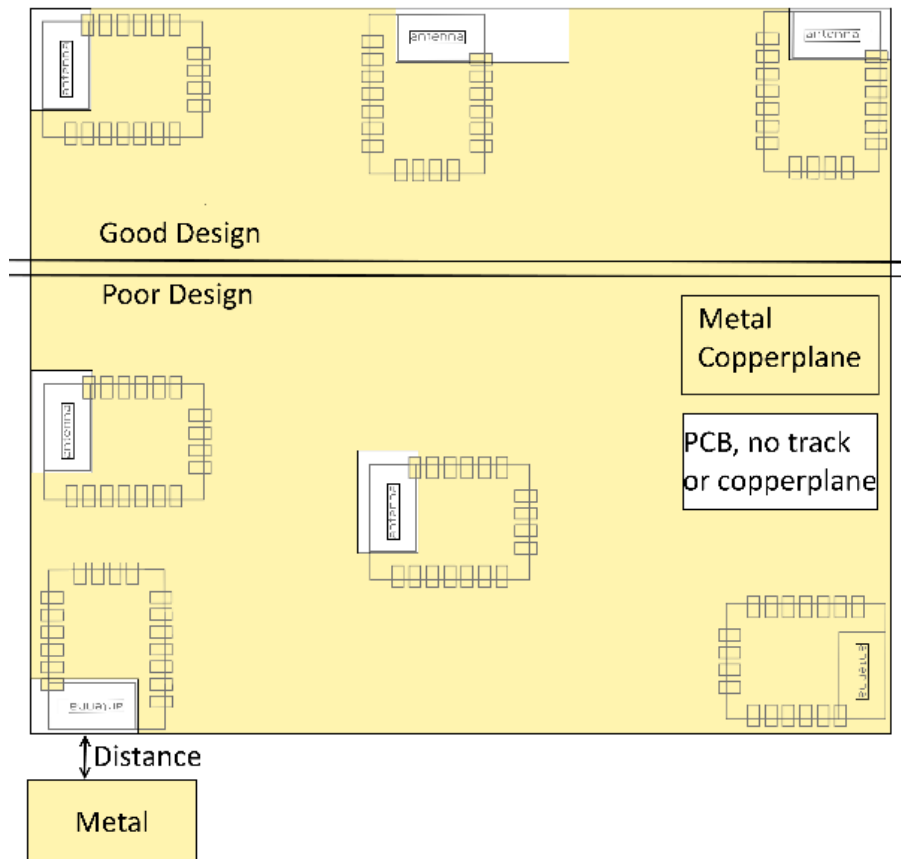 antenna
antenna
antenna
Good Design
Poor Design
Metal
Copperplane
antenna
PCB, no track
or copperplane
antenna
antenna
antenna
Distance
Metal